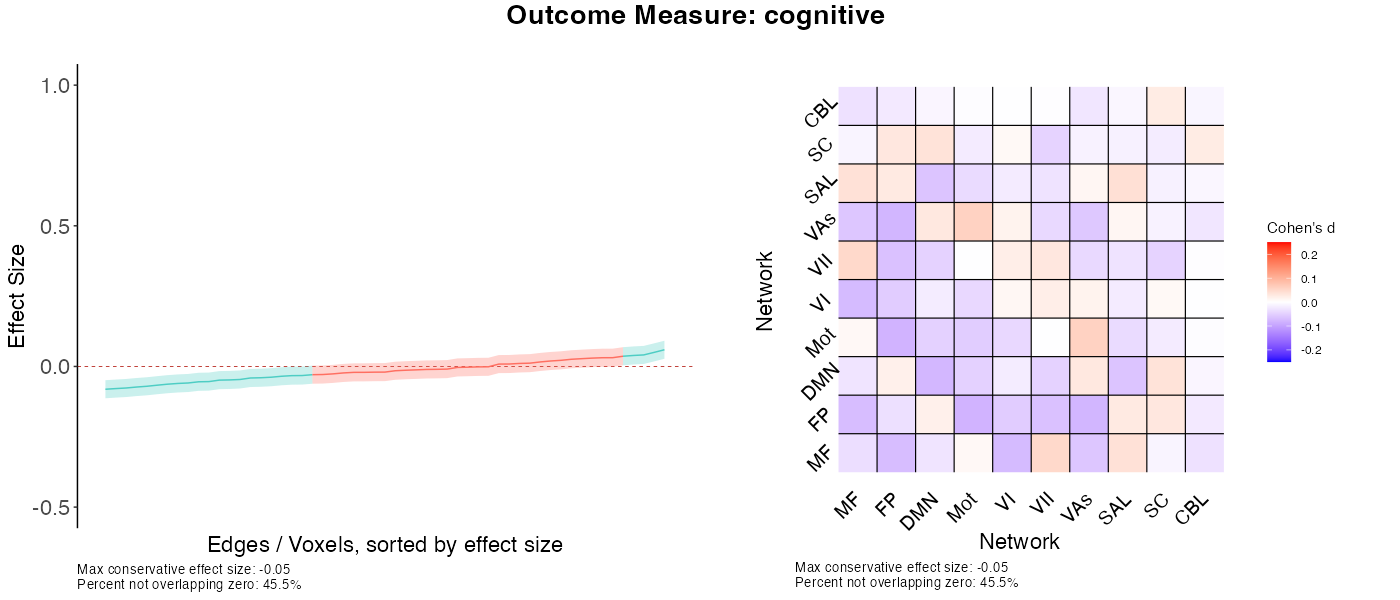 Outcome Measure: cognitive
1.0
0.5
0.0
-0.5
Effect Size
Edges / Voxels, sorted by effect size
Max conservative effect size: -0.05
Percent not overlapping zero: 45.5%
CBL
SC
SAL
VAs
VII
VI
Mot
DMN
FP
MF
Network
MF
FP
DMN
Mot
VI
VII
VAs
SAL
SC
CBL
Network
Max conservative effect size: -0.05
Percent not overlapping zero: 45.5%
Cohen's d
0.2
0.1
0.0
-0.1
-0.2